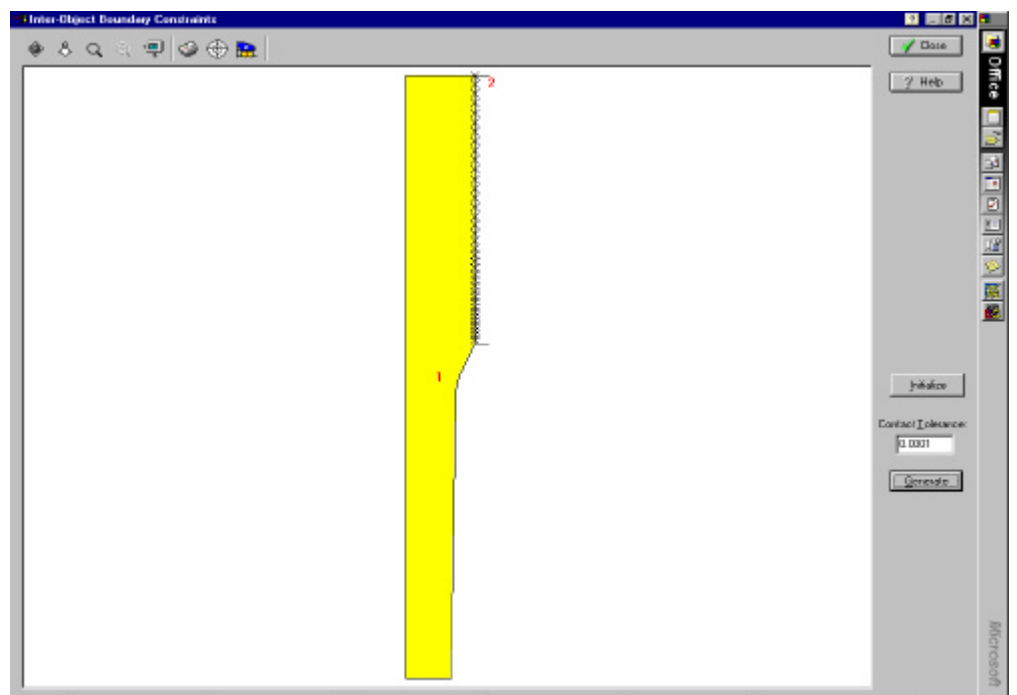 Inter-Object Boundary Constraints
Close
? Help
Office
2
1
Initialize
Contact Tolerance:
0.0001
Generate
Microsoft